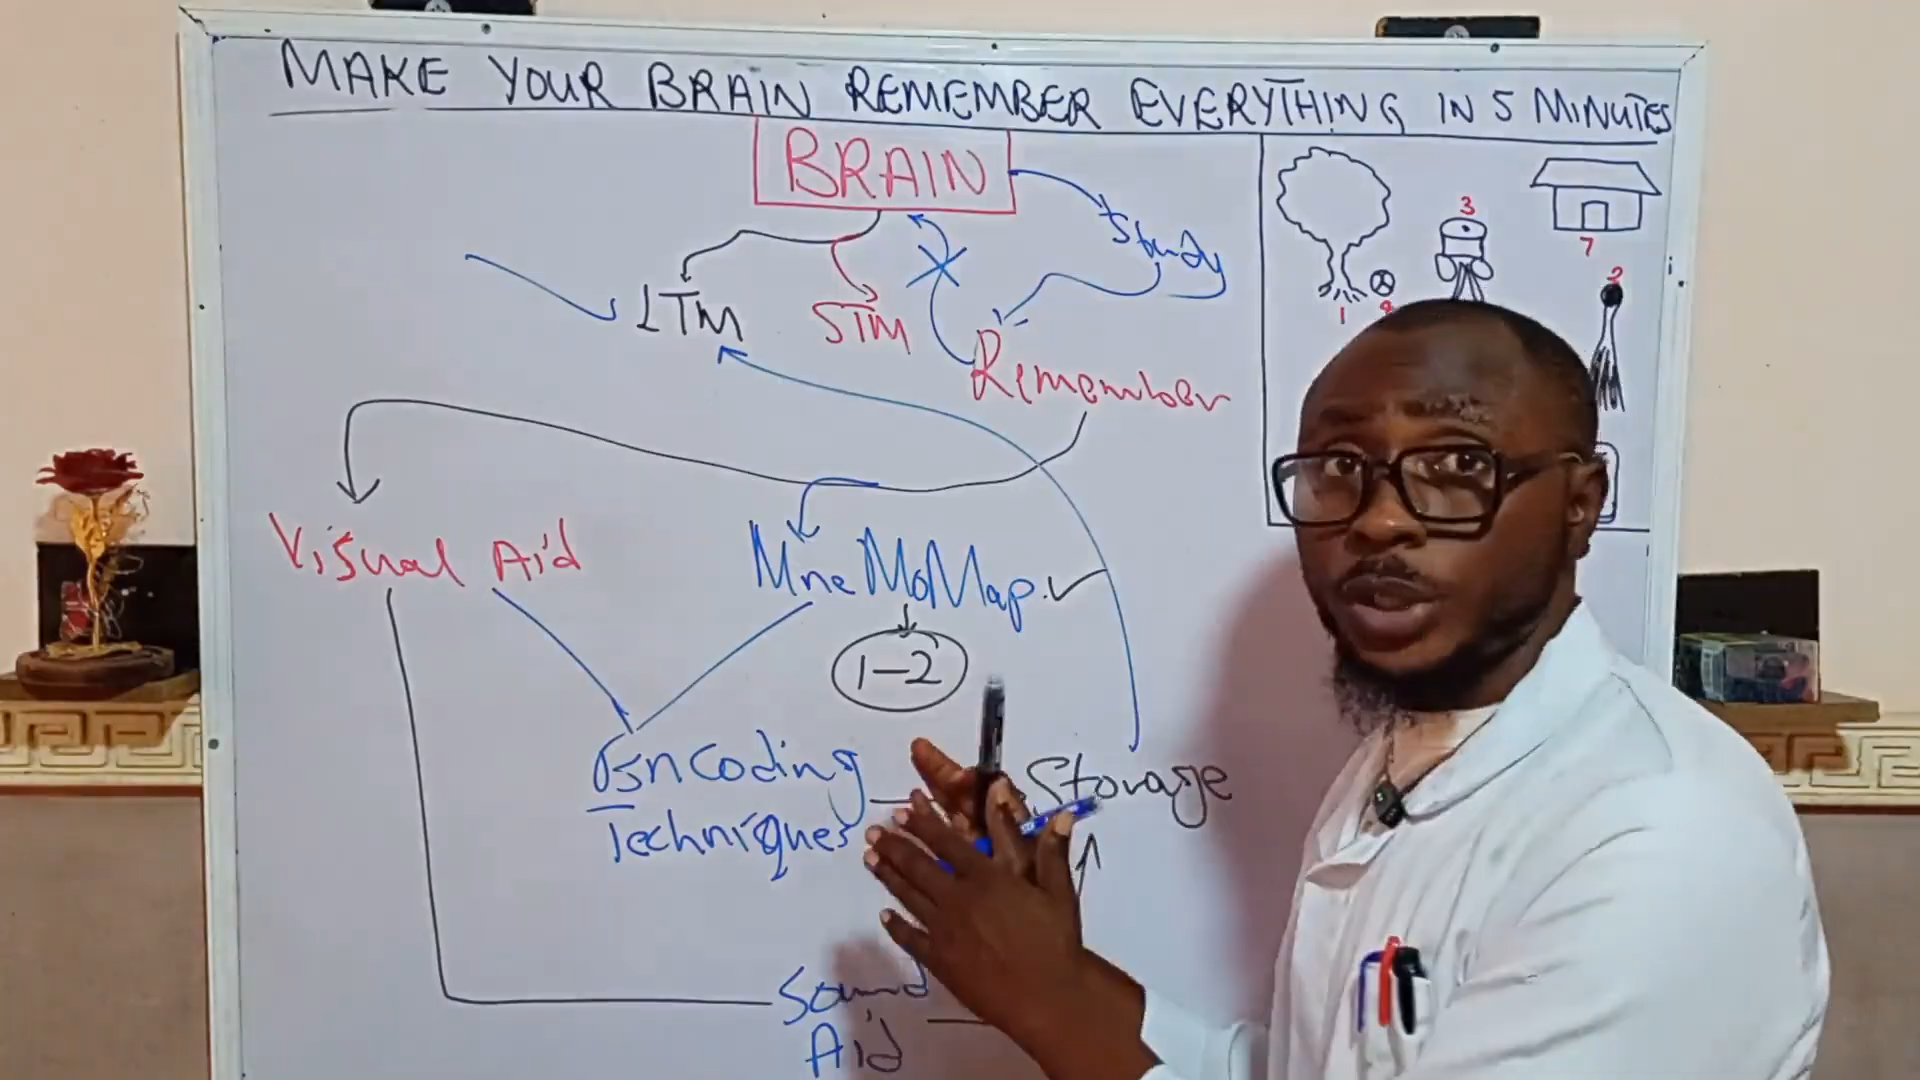 MAKE YOUR BRAIN REMEMBER EVERYTHING IN 5 MINUTES
BRAIN
Study
LTM
STM
Remember
3
7
2
1
Visual Aid
MneMoMap
1-2
Encoding
Techniques
Storage
Sound
Aid